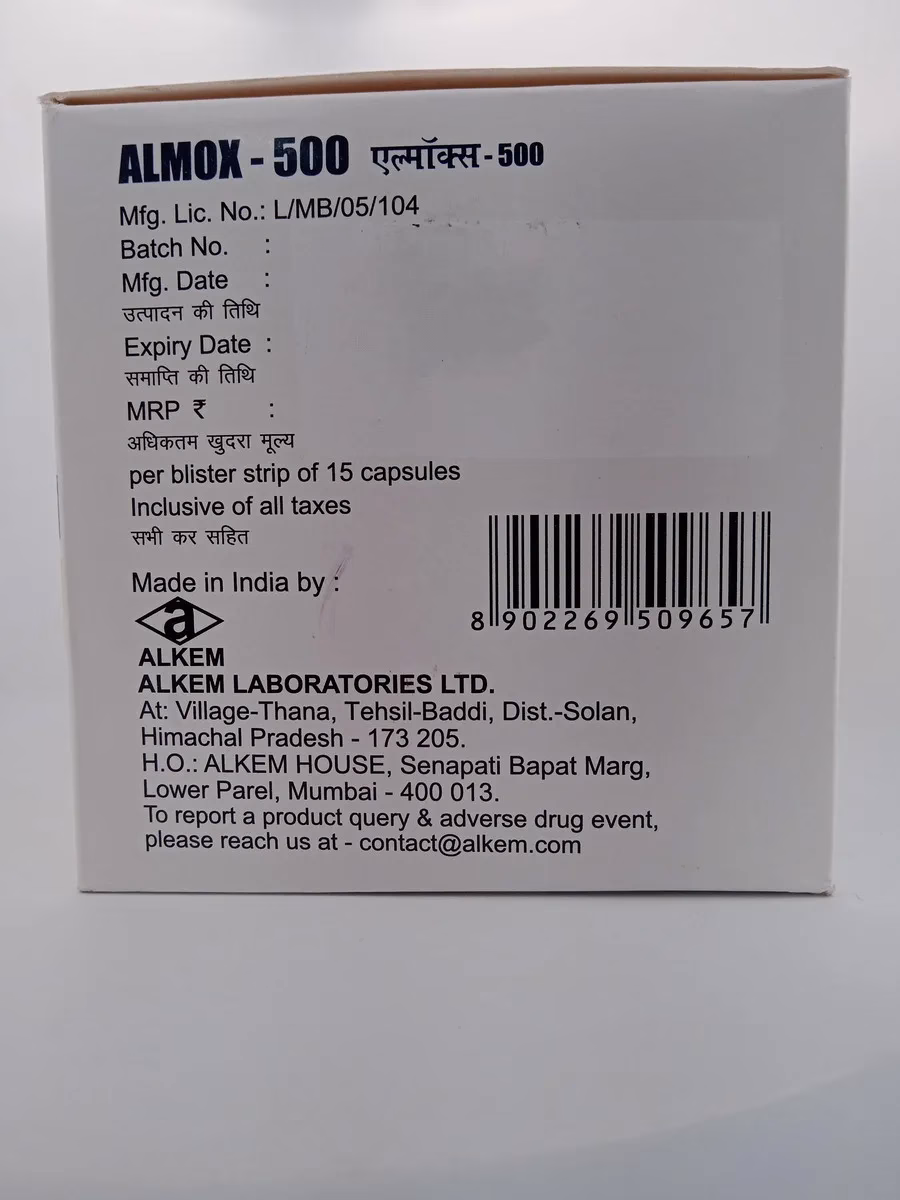 ALMOX - 500 एल्मॉक्स - 500
Mfg. Lic. No.: L/MB/05/104
Batch No. :
Mfg. Date :
उत्पादन की तिथि
Expiry Date :
समाप्ति की तिथि
MRP ₹ :
अधिकतम खुदरा मूल्य
per blister strip of 15 capsules
Inclusive of all taxes
सभी कर सहित
Made in India by :
8 902269 509657
a
ALKEM
ALKEM LABORATORIES LTD.
At: Village-Thana, Tehsil-Baddi, Dist.-Solan,
Himachal Pradesh - 173 205.
H.O.: ALKEM HOUSE, Senapati Bapat Marg,
Lower Parel, Mumbai - 400 013.
To report a product query & adverse drug event,
please reach us at - contact@alkem.com